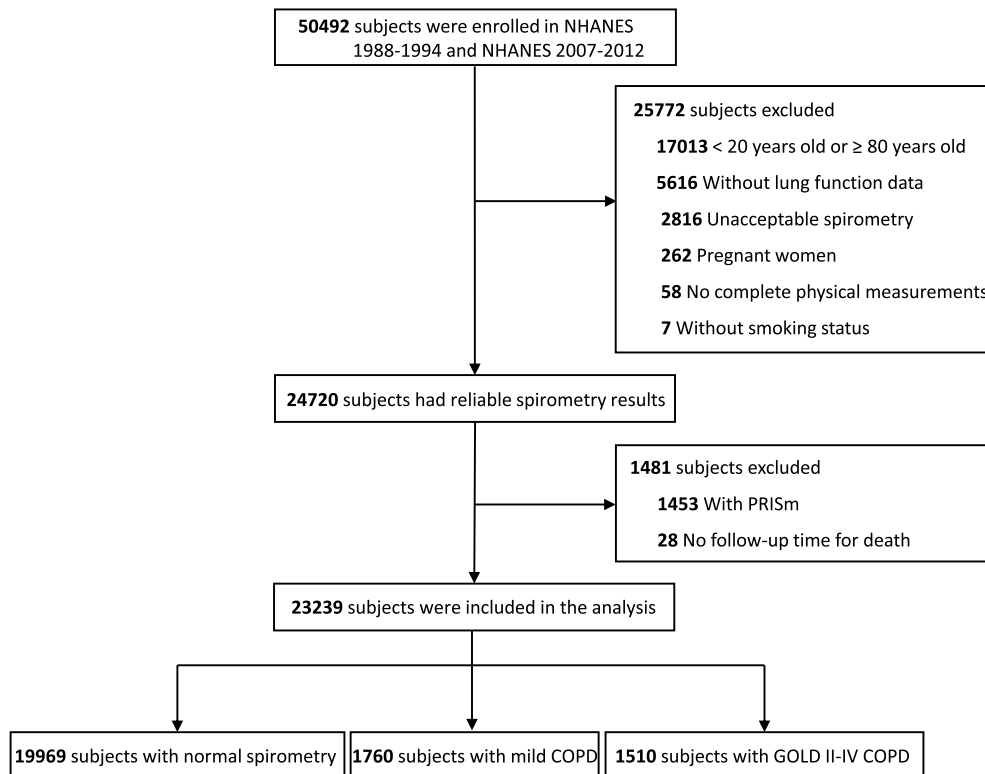 50492 subjects were enrolled in NHANES
1988-1994 and NHANES 2007-2012
25772 subjects excluded
17013 < 20 years old or ≥ 80 years old
5616 Without lung function data
2816 Unacceptable spirometry
262 Pregnant women
58 No complete physical measurements
7 Without smoking status
24720 subjects had reliable spirometry results
1481 subjects excluded
1453 With PRISm
28 No follow-up time for death
23239 subjects were included in the analysis
19969 subjects with normal spirometry
1760 subjects with mild COPD
1510 subjects with GOLD II-IV COPD